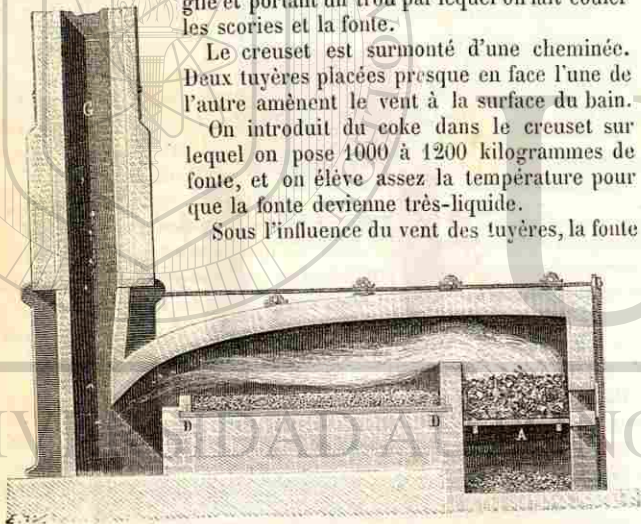 gile et portant un trou par lequel on fait couler
les scories et la fonte.
Le creuset est surmonté d'une cheminée.
Deux tuyères placées presque en face l'une de
l'autre amènent le vent à la surface du bain.
On introduit du coke dans le creuset sur
lequel on pose 1000 à 1200 kilogrammes de
fonte, et on élève assez la température pour
que la fonte devienne très-liquide.
Sous l'influence du vent des tuyères, la fonte
G
D
D
A